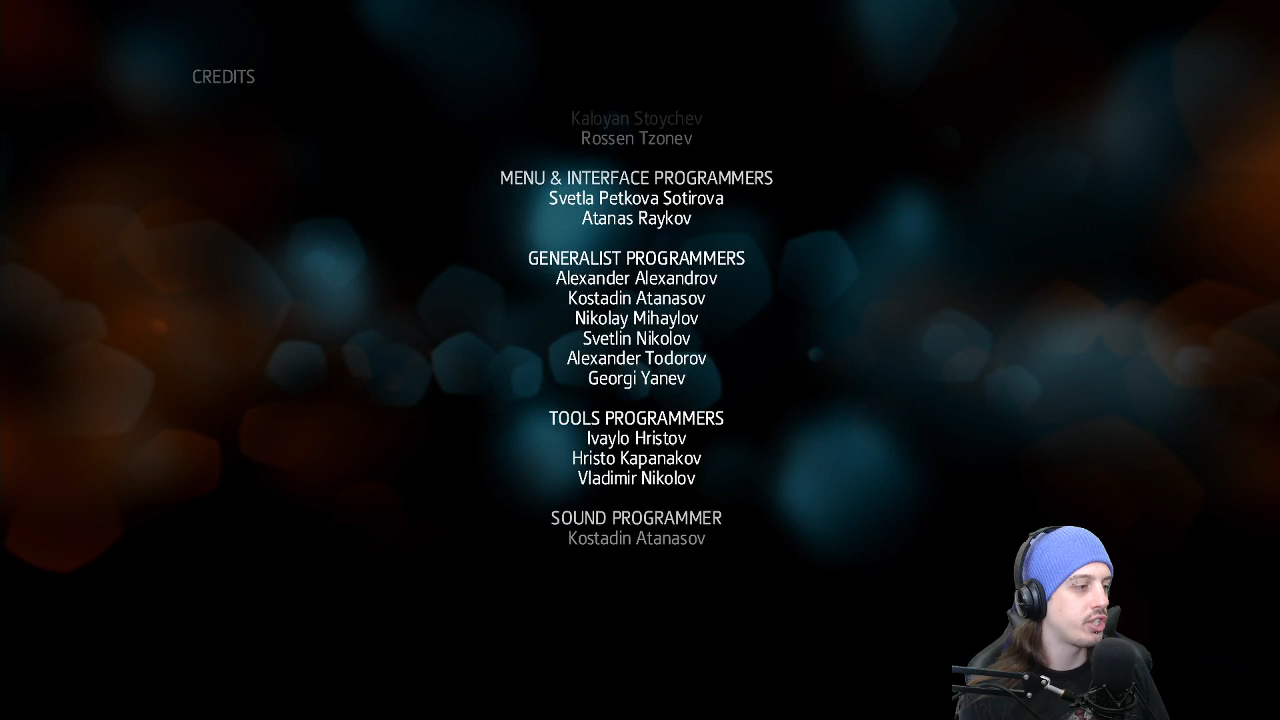 CREDITS
Kaloyan Stoychev
Rossen Tzonev
MENU & INTERFACE PROGRAMMERS
Svetla Petkova Sotirova
Atanas Raykov
GENERALIST PROGRAMMERS
Alexander Alexandrov
Kostadin Atanasov
Nikolay Mihaylov
Svetlin Nikolov
Alexander Todorov
Georgi Yanev
TOOLS PROGRAMMERS
Ivaylo Hristov
Hristo Kapanakov
Vladimir Nikolov
SOUND PROGRAMMER
Kostadin Atanasov